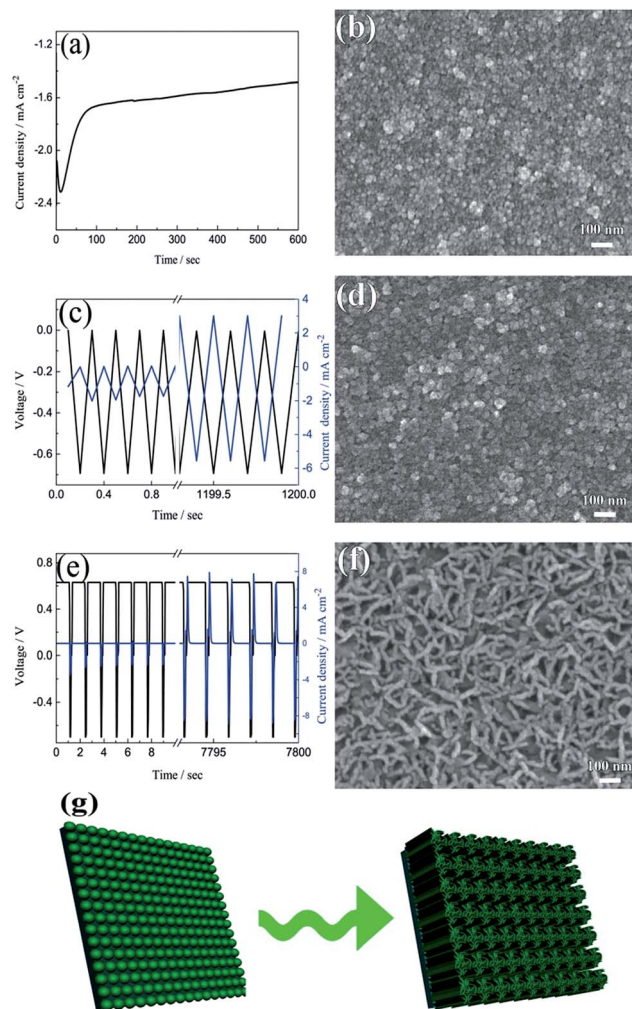 (a)
Current density / mA cm⁻²
-1.2
-1.6
-2.0
-2.4
0 100 200 300 400 500 600
Time / sec
(b)
100 nm
(c)
Voltage / V
0.0
-0.2
-0.4
-0.6
4
3
2
0
-2
-4
-6
Current density / mA cm⁻²
0.0 0.4 0.8 1199.5 1200.0
Time / sec
(d)
100 nm
(e)
Voltage / V
0.8
0.4
0.0
-0.4
8
4
0
-4
-8
Current density / mA cm⁻²
0 2 4 6 8 7795 7800
Time / sec
(f)
100 nm
(g)